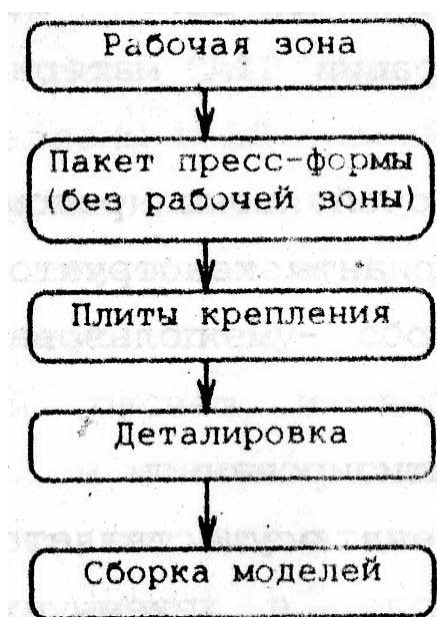 Рабочая зона
Пакет пресс-формы
(без рабочей зоны)
Плиты крепления
Деталировка
Сборка моделей